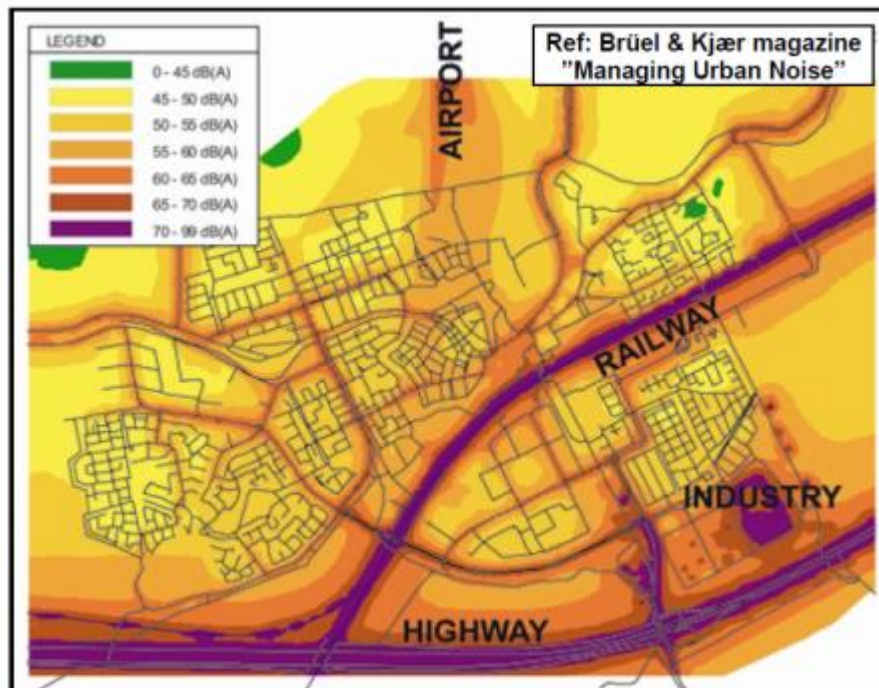 LEGEND
0 - 45 dB(A)
45 - 50 dB(A)
50 - 55 dB(A)
55 - 60 dB(A)
60 - 65 dB(A)
65 - 70 dB(A)
70 - 99 dB(A)
AIRPORT
Ref: Brüel & Kjær magazine
”Managing Urban Noise”
RAILWAY
INDUSTRY
HIGHWAY